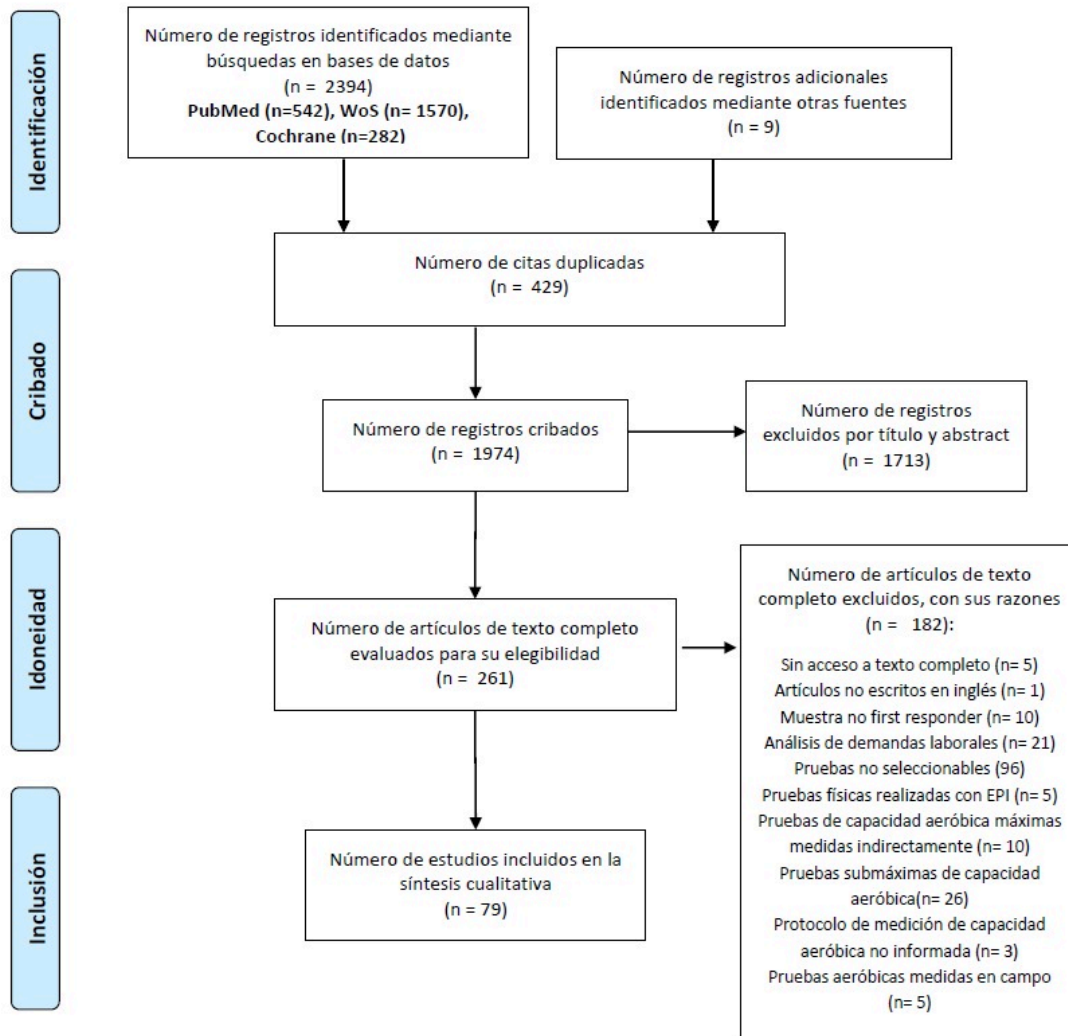 Identificación
Número de registros identificados mediante
búsquedas en bases de datos
(n = 2394)
PubMed (n=542), WoS (n= 1570),
Cochrane (n=282)
Número de registros adicionales
identificados mediante otras fuentes
(n = 9)
Cribado
Número de citas duplicadas
(n = 429)
Número de registros cribados
(n = 1974)
Número de registros
excluidos por título y abstract
(n = 1713)
Idoneidad
Número de artículos de texto completo
evaluados para su elegibilidad
(n = 261)
Número de artículos de texto
completo excluidos, con sus razones
(n = 182):
Sin acceso a texto completo (n= 5)
Artículos no escritos en inglés (n= 1)
Muestra no first responder (n= 10)
Análisis de demandas laborales (n= 21)
Pruebas no seleccionables (96)
Pruebas físicas realizadas con EPI (n= 5)
Pruebas de capacidad aeróbica máximas
medidas indirectamente (n= 10)
Pruebas submáximas de capacidad
aeróbica(n= 26)
Protocolo de medición de capacidad
aeróbica no informada (n= 3)
Pruebas aeróbicas medidas en campo
(n= 5)
Inclusión
Número de estudios incluidos en la
síntesis cualitativa
(n = 79)